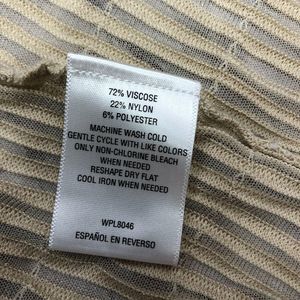 72% VISCOSE
22% NYLON
6% POLYESTER
MACHINE WASH COLD
GENTLE CYCLE WITH LIKE COLORS
ONLY NON-CHLORINE BLEACH
WHEN NEEDED
RESHAPE DRY FLAT
COOL IRON WHEN NEEDED
WPL8046
ESPAÑOL EN REVERSO